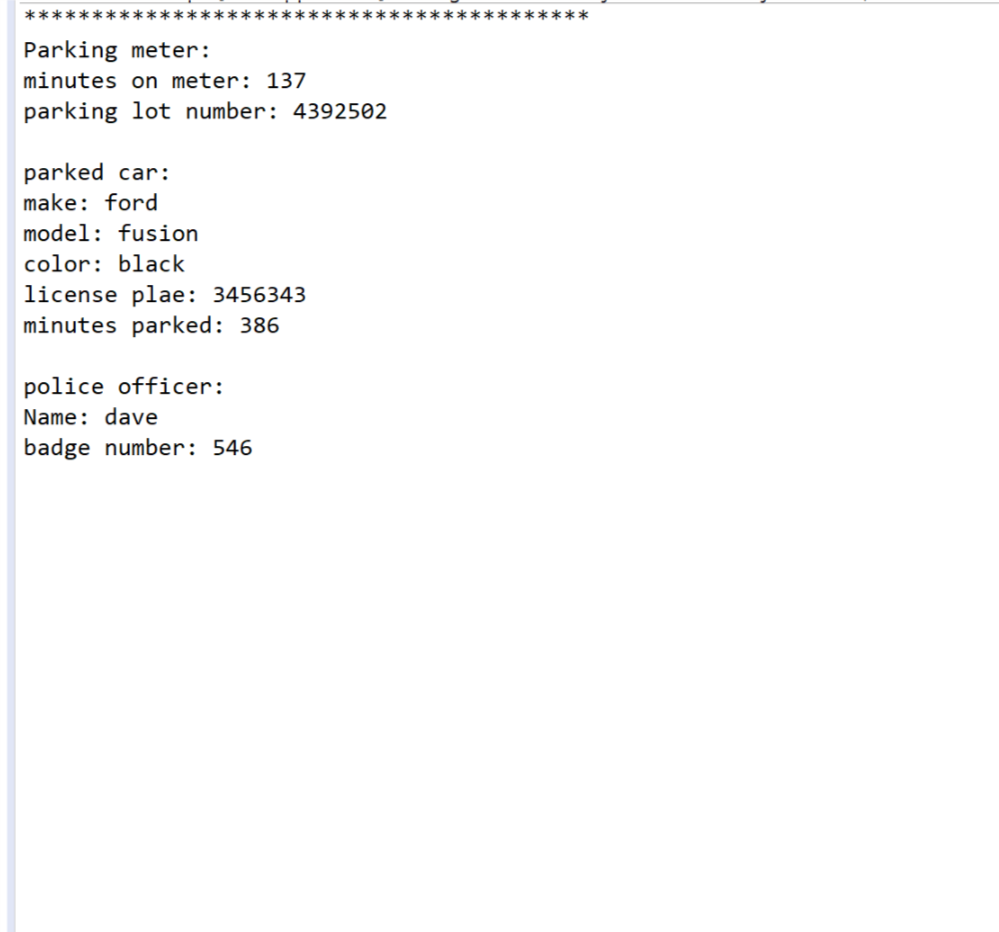 ******************************************
Parking meter:
minutes on meter: 137
parking lot number: 4392502
parked car:
make: ford
model: fusion
color: black
license plae: 3456343
minutes parked: 386
police officer:
Name: dave
badge number: 546